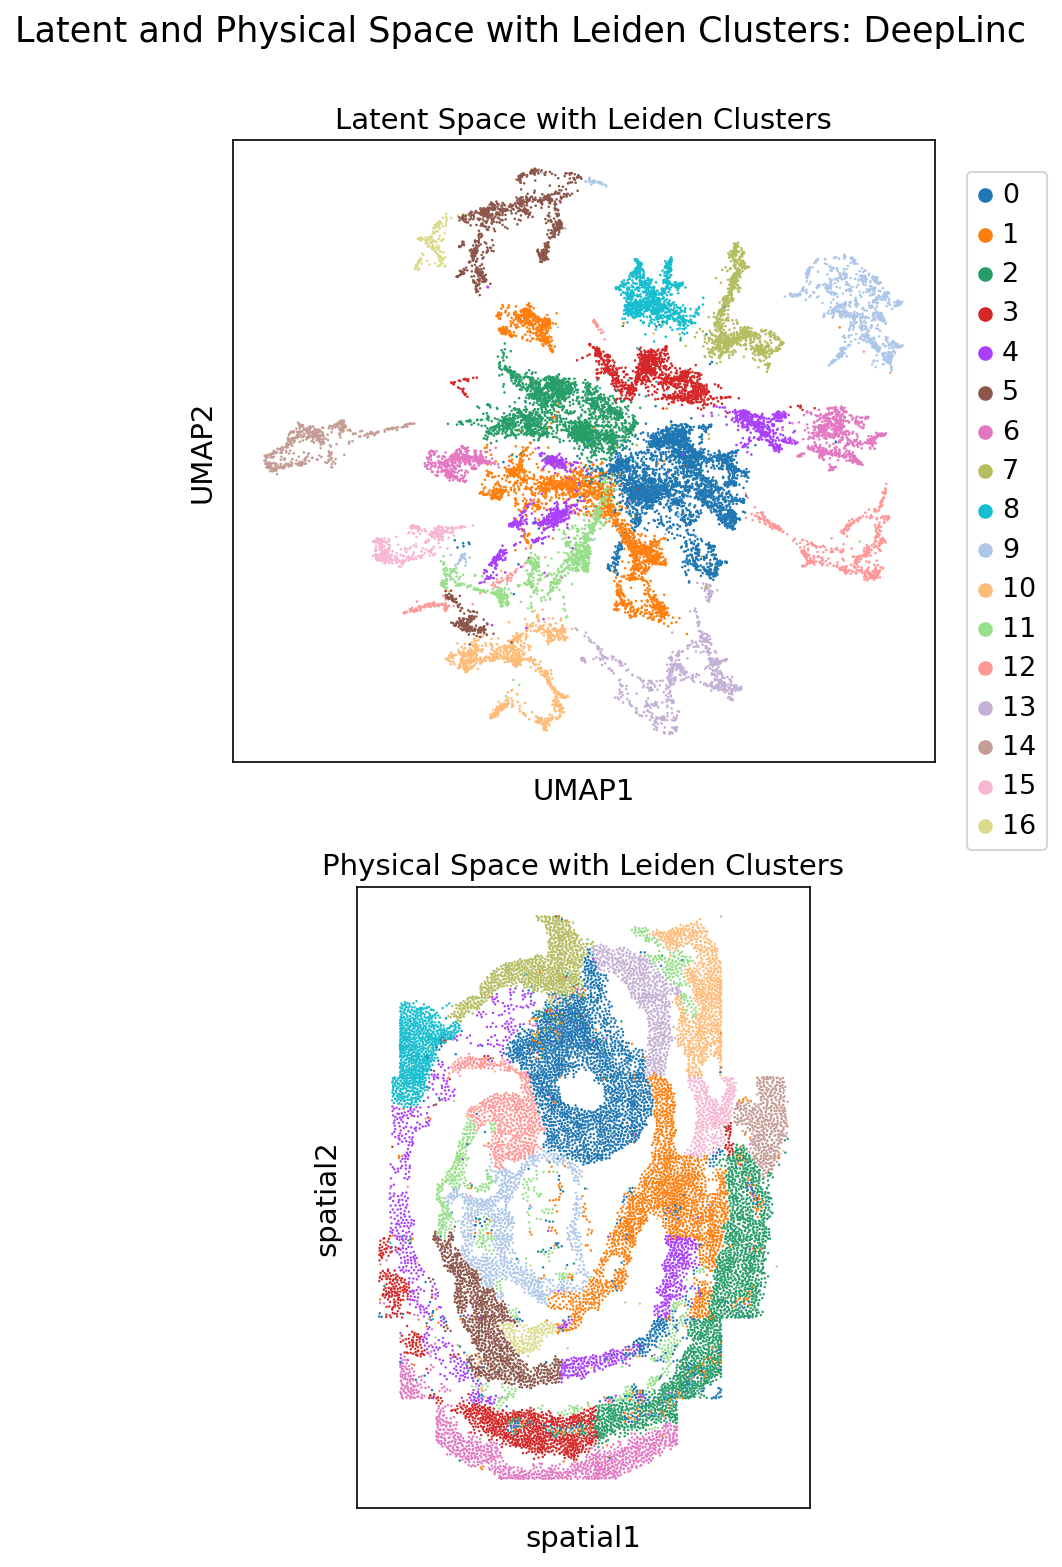 Latent and Physical Space with Leiden Clusters: DeepLinc
Latent Space with Leiden Clusters
UMAP2
UMAP1
0
1
2
3
4
5
6
7
8
9
10
11
12
13
14
15
16
Physical Space with Leiden Clusters
spatial2
spatial1